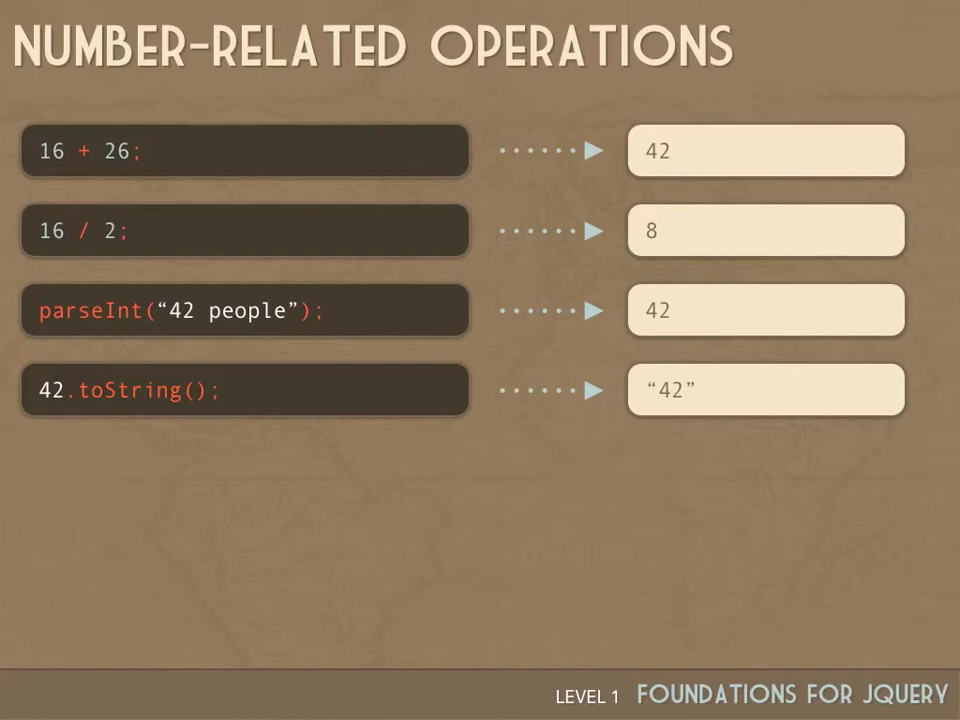 NUMBER-RELATED OPERATIONS
16 + 26; 42
16 / 2; 8
parseInt(“42 people”); 42
42.toString(); “42”
LEVEL 1 FOUNDATIONS FOR JQUERY